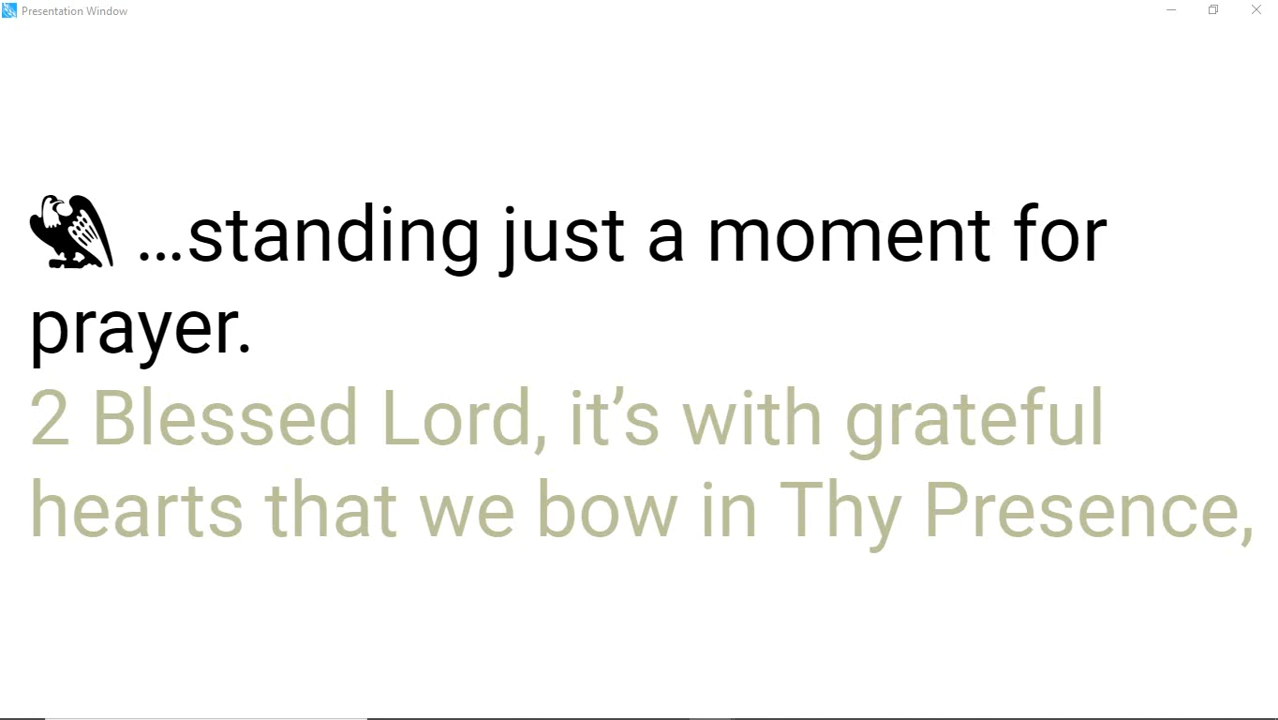 Presentation Window
…standing just a moment for
prayer.
2 Blessed Lord, it’s with grateful
hearts that we bow in Thy Presence,